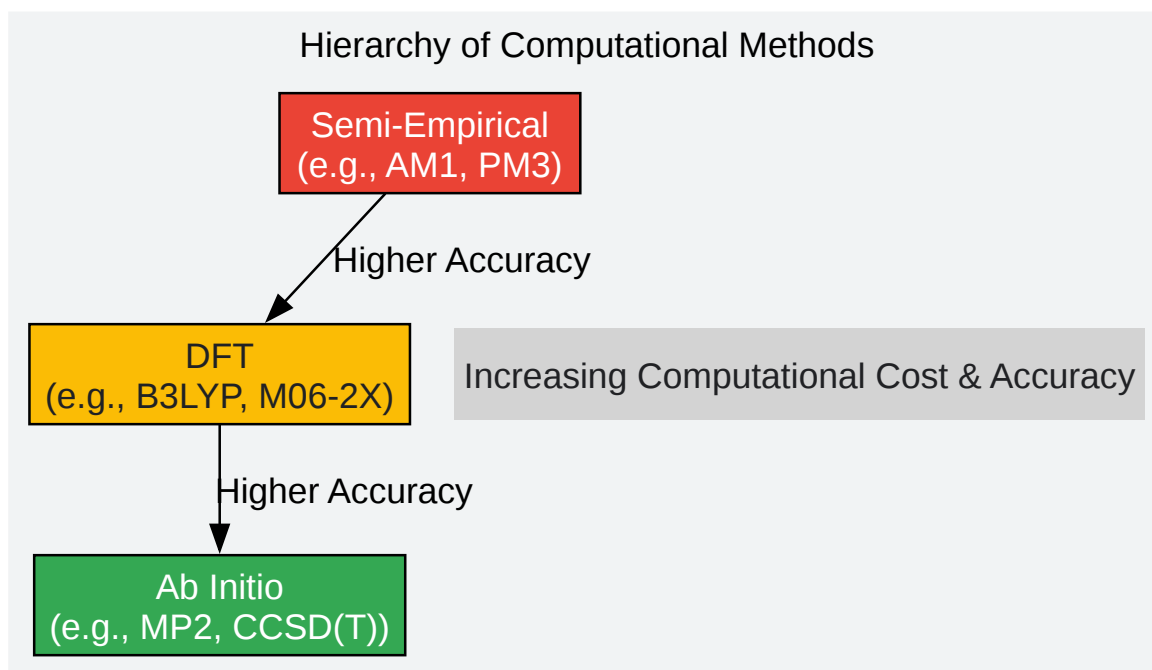 Hierarchy of Computational Methods
Semi-Empirical
(e.g., AM1, PM3)
Higher Accuracy
DFT
(e.g., B3LYP, M06-2X)
Increasing Computational Cost & Accuracy
Higher Accuracy
Ab Initio
(e.g., MP2, CCSD(T))